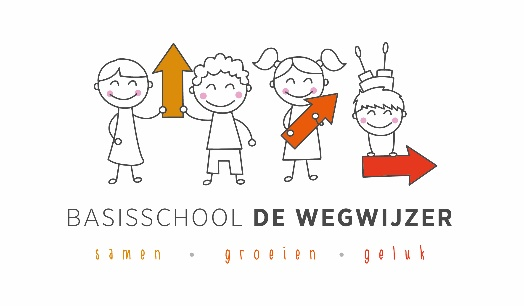 BASISSCHOOL DE WEGWIJZER
samen • groeien • geluk